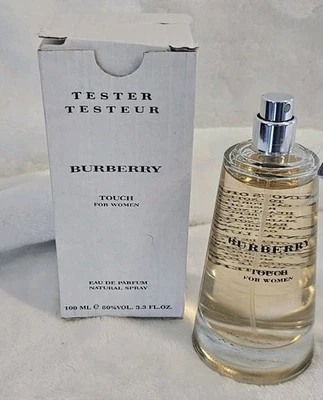 TESTER
TESTEUR
BURBERRY
TOUCH
FOR WOMEN
EAU DE PARFUM
NATURAL SPRAY
100 ML e 80%VOL. 3.3 FL.OZ.
BURBERRY
TOUCH
FOR WOMEN